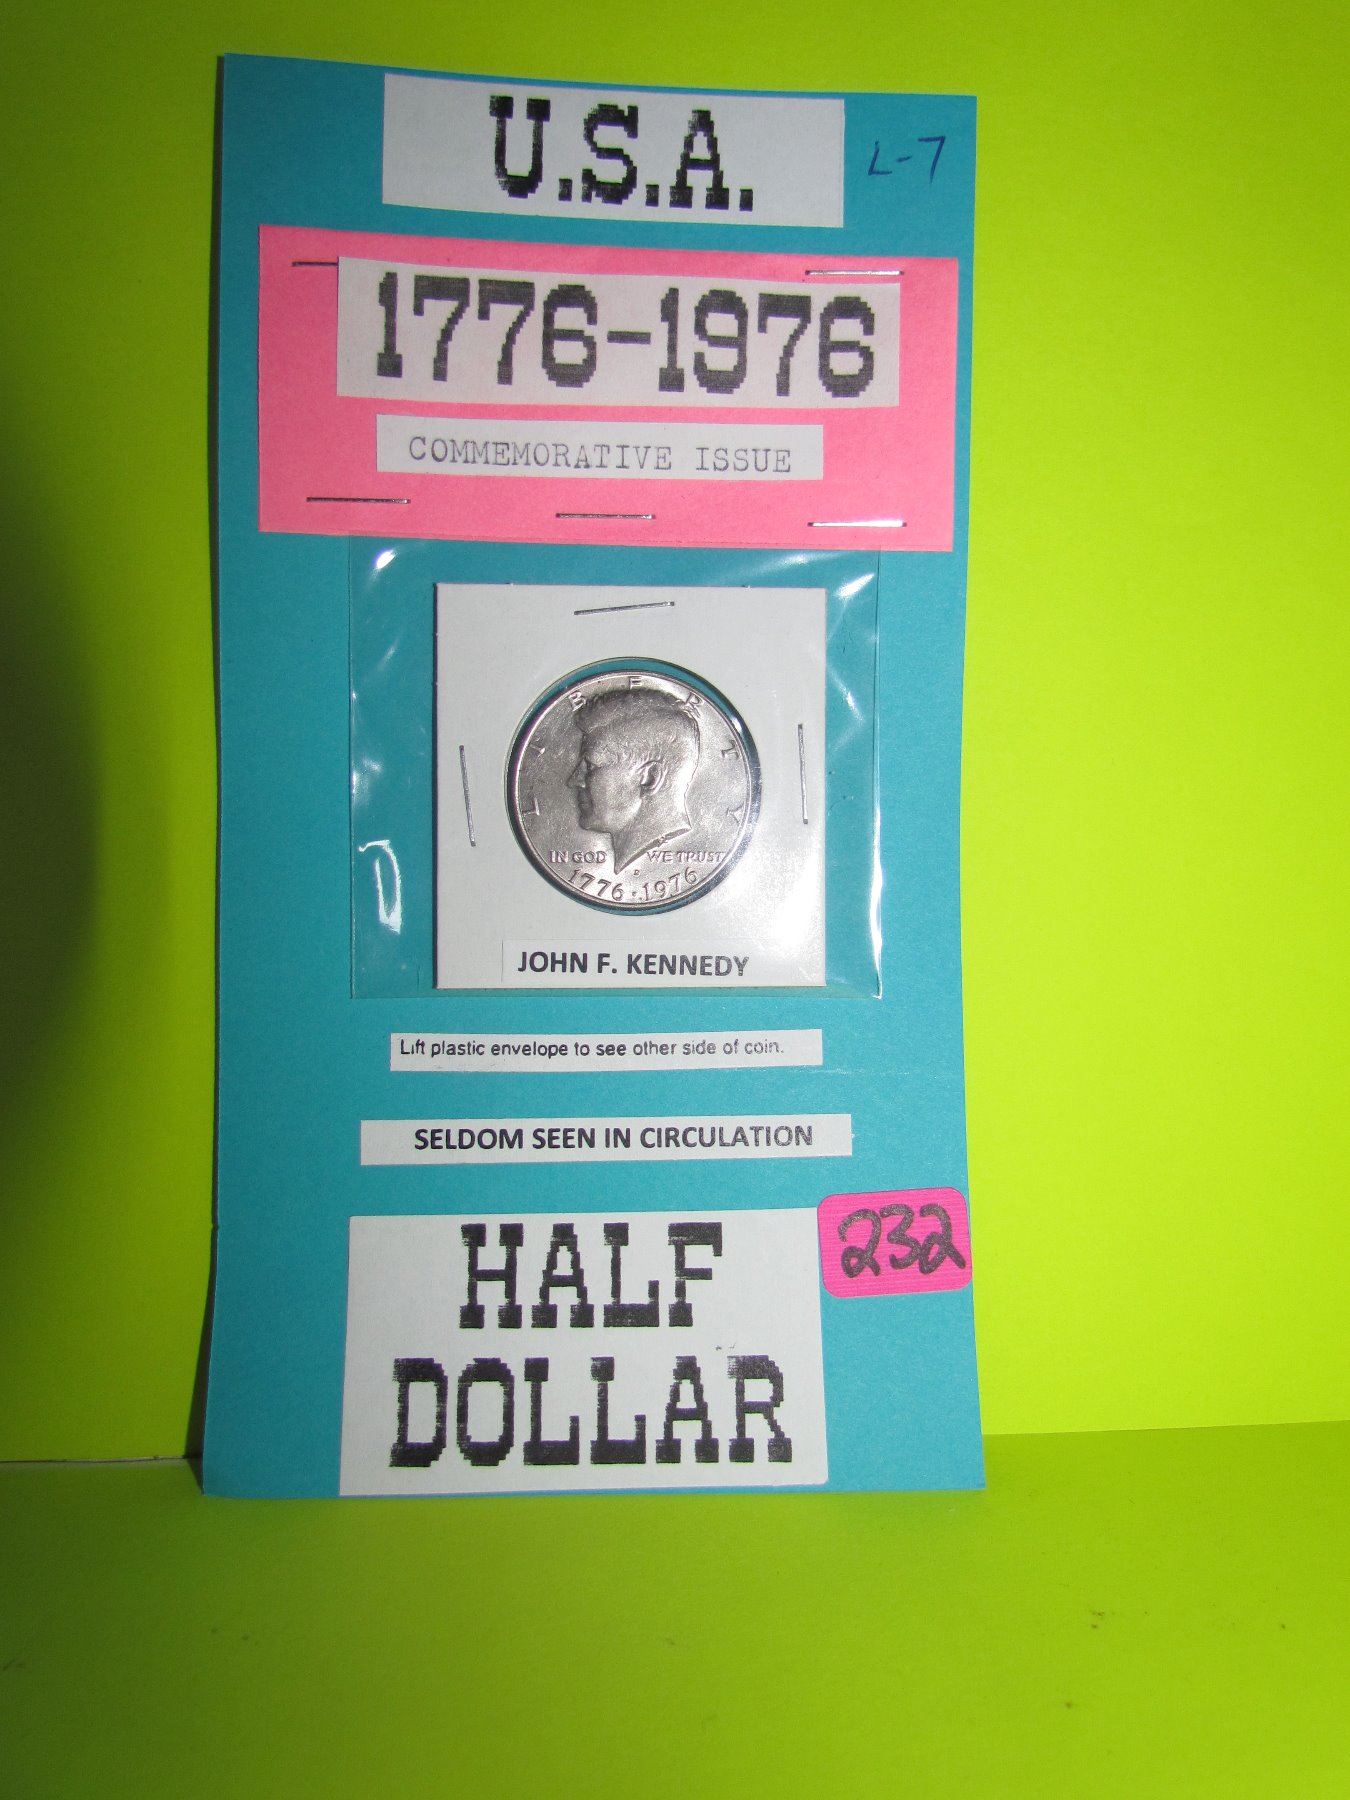 U.S.A.
L-7
1776-1976
COMMEMORATIVE ISSUE
LIBERTY
IN GOD WE TRUST
D
1776·1976
JOHN F. KENNEDY
Lift plastic envelope to see other side of coin.
SELDOM SEEN IN CIRCULATION
232
HALF
DOLLAR